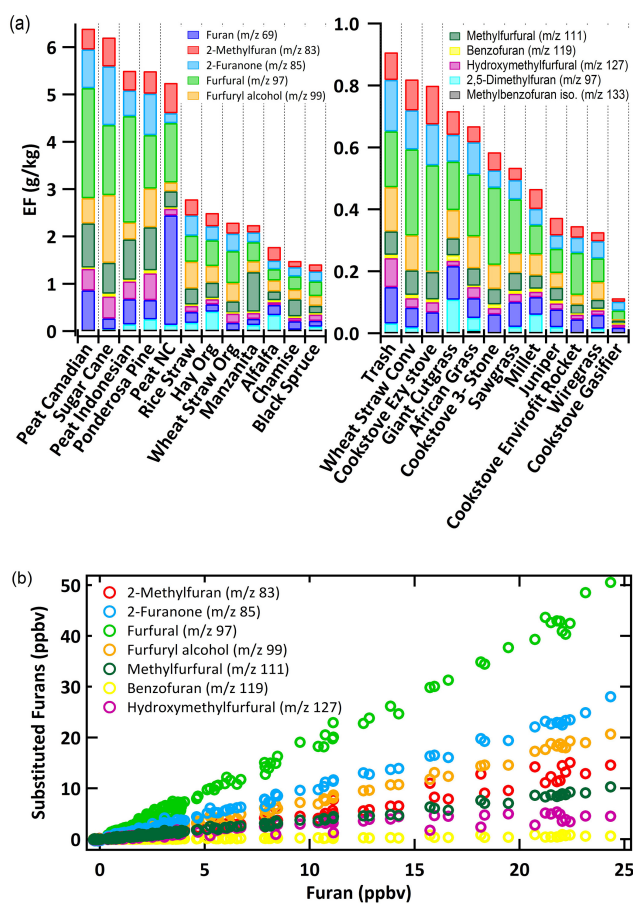 (a)
EF (g/kg)
6
5
4
3
2
1
0
Furan (m/z 69)
2-Methylfuran (m/z 83)
2-Furanone (m/z 85)
Furfural (m/z 97)
Furfuryl alcohol (m/z 99)
Peat Canadian
Sugar Cane
Peat Indonesian
Ponderosa Pine
Peat NC
Rice Straw
Hay Org
Wheat Straw Org
Manzanita
Alfalfa
Chamise
Black Spruce
1.0
0.8
0.6
0.4
0.2
0.0
Methylfurfural (m/z 111)
Benzofuran (m/z 119)
Hydroxymethylfurfural (m/z 127)
2,5-Dimethylfuran (m/z 97)
Methylbenzofuran iso. (m/z 133)
Trash
Wheat Straw Conv
Cookstove Ezy stove
Giant Cutgrass
African Grass
Cookstove 3- Stone
Sawgrass
Millet
Juniper
Cookstove Envirofit Rocket
Wiregrass
Cookstove Gasifier
(b)
Substituted Furans (ppbv)
50
40
30
20
10
0
2-Methylfuran (m/z 83)
2-Furanone (m/z 85)
Furfural (m/z 97)
Furfuryl alcohol (m/z 99)
Methylfurfural (m/z 111)
Benzofuran (m/z 119)
Hydroxymethylfurfural (m/z 127)
0 5 10 15 20 25
Furan (ppbv)